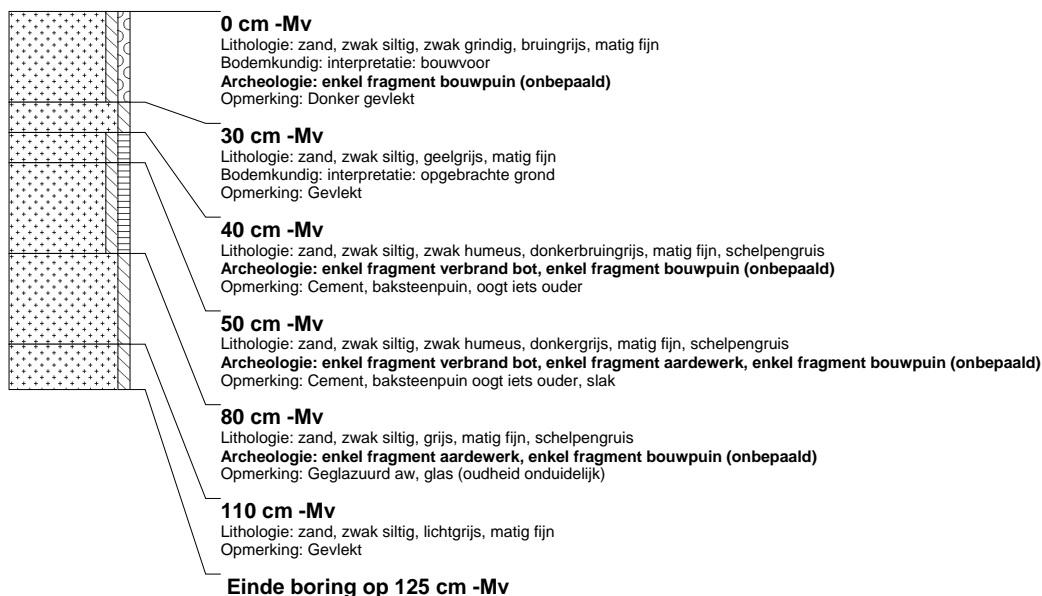 0 cm -Mv
Lithologie: zand, zwak siltig, zwak grindig, bruingrijs, matig fijn
Bodemkundig: interpretatie: bouwvoor
Archeologie: enkel fragment bouwpuin (onbepaald)
Opmerking: Donker gevlekt
30 cm -Mv
Lithologie: zand, zwak siltig, geelgrijs, matig fijn
Bodemkundig: interpretatie: opgebrachte grond
Opmerking: Gevlekt
40 cm -Mv
Lithologie: zand, zwak siltig, zwak humeus, donkerbruingrijs, matig fijn, schelpengruis
Archeologie: enkel fragment verbrand bot, enkel fragment bouwpuin (onbepaald)
Opmerking: Cement, baksteenpuin, oogt iets ouder
50 cm -Mv
Lithologie: zand, zwak siltig, zwak humeus, donkergrijs, matig fijn, schelpengruis
Archeologie: enkel fragment verbrand bot, enkel fragment aardewerk, enkel fragment bouwpuin (onbepaald)
Opmerking: Cement, baksteenpuin oogt iets ouder, slak
80 cm -Mv
Lithologie: zand, zwak siltig, grijs, matig fijn, schelpengruis
Archeologie: enkel fragment aardewerk, enkel fragment bouwpuin (onbepaald)
Opmerking: Geglazuurd aw, glas (oudheid onduidelijk)
110 cm -Mv
Lithologie: zand, zwak siltig, lichtgrijs, matig fijn
Opmerking: Gevlekt
Einde boring op 125 cm -Mv